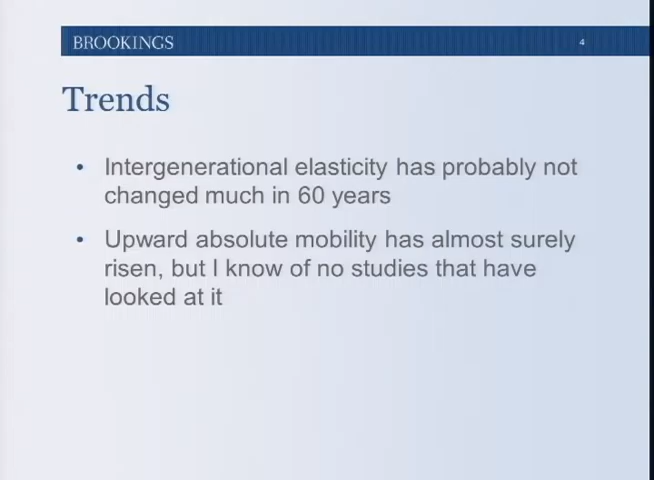 BROOKINGS
4
Trends
• Intergenerational elasticity has probably not
changed much in 60 years
• Upward absolute mobility has almost surely
risen, but I know of no studies that have
looked at it